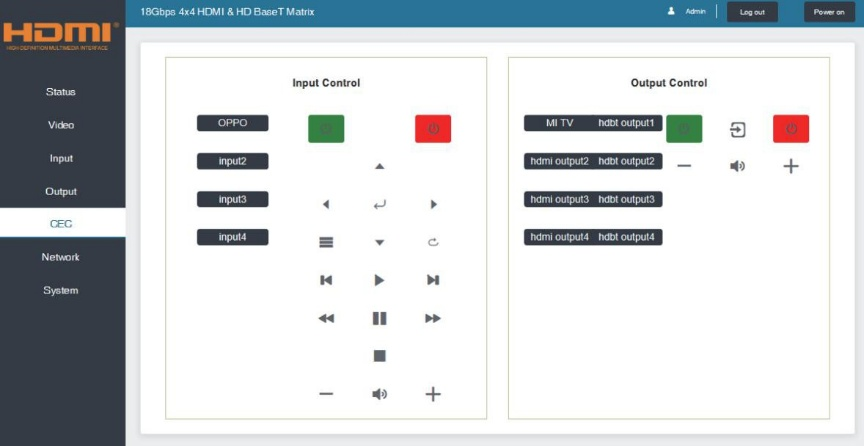 18Gbps 4x4 HDMI & HD BaseT Matrix
Admin
Log out
Power on
HDMI®
HIGH-DEFINITION MULTIMEDIA INTERFACE
Status
Video
Input
Output
CEC
Network
System
Input Control
OPPO
input2
input3
input4
Output Control
MI TV hdbt output1
hdmi output2 hdbt output2
hdmi output3 hdbt output3
hdmi output4 hdbt output4